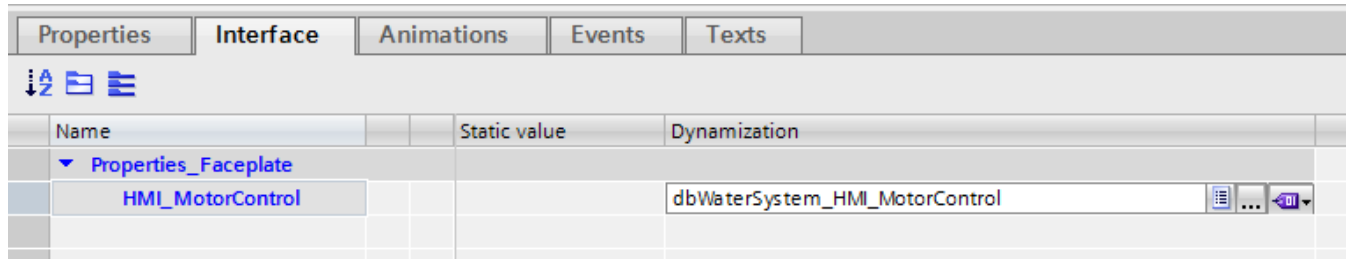 Properties Interface Animations Events Texts
Name Static value Dynamization
Properties_Faceplate
HMI_MotorControl dbWaterSystem_HMI_MotorControl